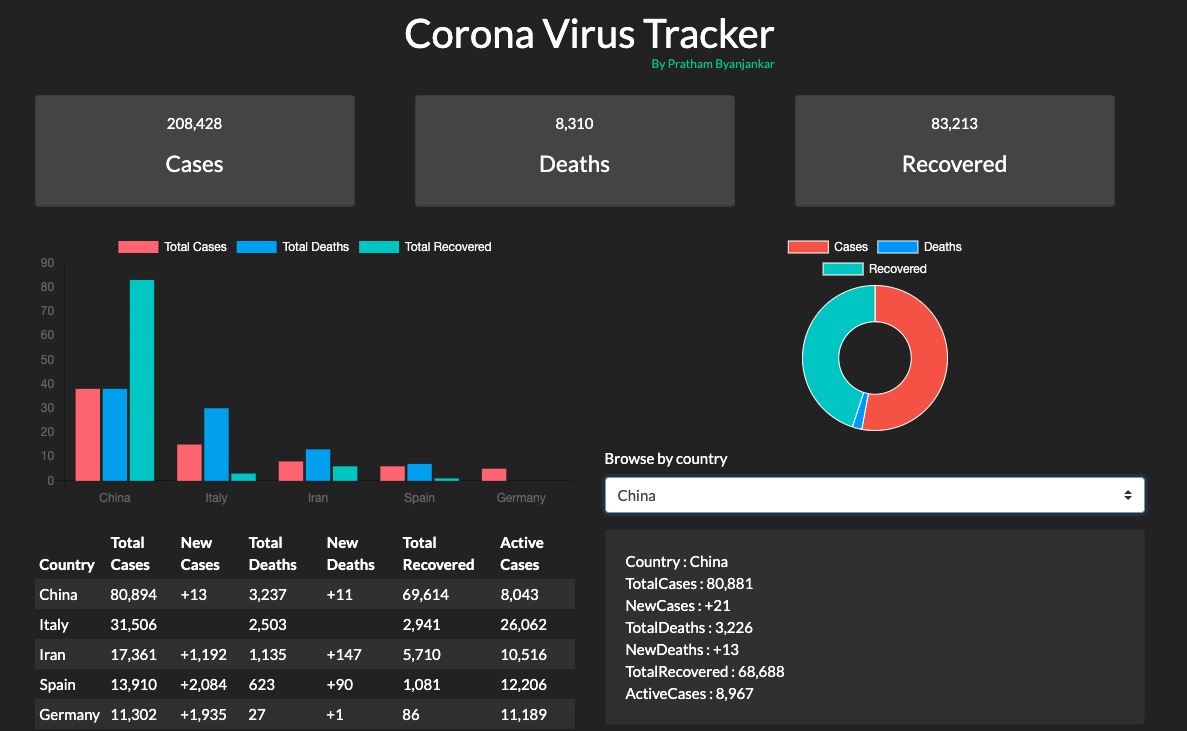 Corona Virus Tracker
By Pratham Byanjankar
208,428
Cases
8,310
Deaths
83,213
Recovered
Total Cases Total Deaths Total Recovered
90
80
70
60
50
40
30
20
10
0
China Italy Iran Spain Germany
Cases Deaths
Recovered
Browse by country
China
Country Total Cases New Cases Total Deaths New Deaths Total Recovered Active Cases
China 80,894 +13 3,237 +11 69,614 8,043
Italy 31,506 2,503 2,941 26,062
Iran 17,361 +1,192 1,135 +147 5,710 10,516
Spain 13,910 +2,084 623 +90 1,081 12,206
Germany 11,302 +1,935 27 +1 86 11,189
Country : China
TotalCases : 80,881
NewCases : +21
TotalDeaths : 3,226
NewDeaths : +13
TotalRecovered : 68,688
ActiveCases : 8,967